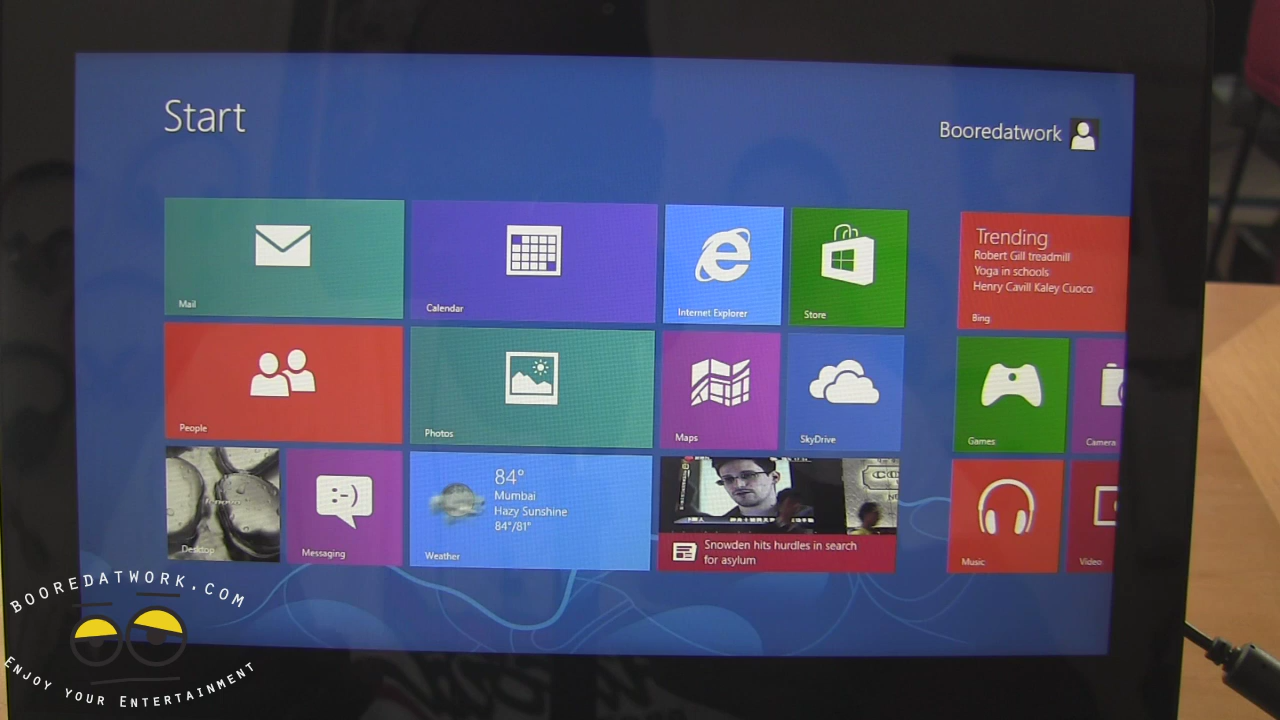 Start
Booredatwork
Mail
Calendar
Internet Explorer
Store
Trending
Robert Gill treadmill
Yoga in schools
Henry Cavill Kaley Cuoco
Bing
People
Photos
Maps
SkyDrive
Games
Camera
Desktop
Messaging
84°
Mumbai
Hazy Sunshine
84°/81°
Weather
Snowden hits hurdles in search
for asylum
Music
Video
BOOREDATWORK.COM
ENJOY YOUR ENTERTAINMENT